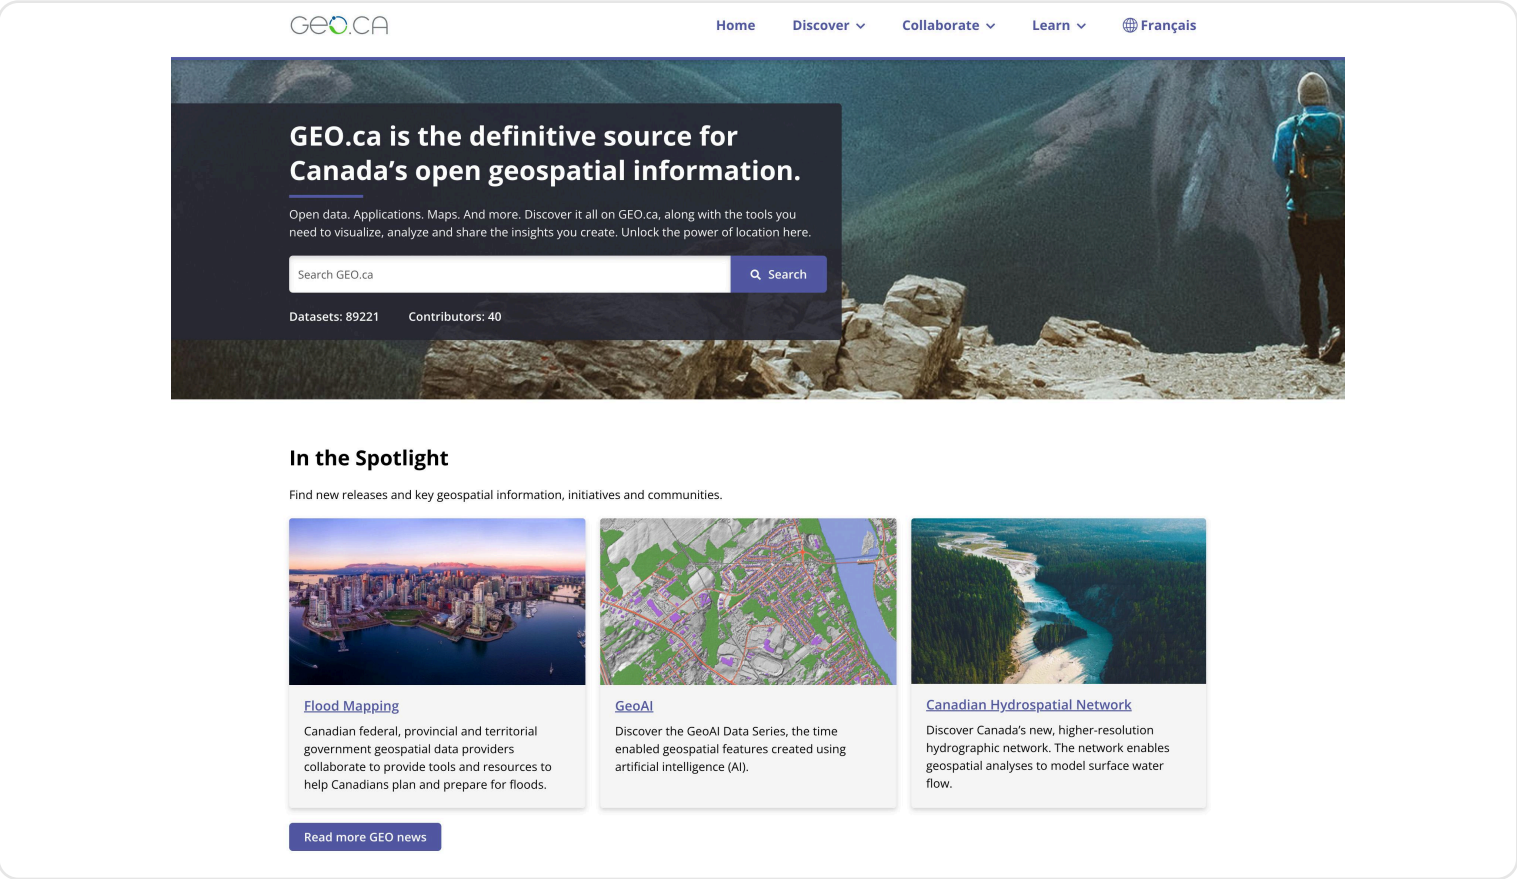 GEO.CA
Home
Discover
Collaborate
Learn
Français
GEO.ca is the definitive source for
Canada’s open geospatial information.
Open data. Applications. Maps. And more. Discover it all on GEO.ca, along with the tools you
need to visualize, analyze and share the insights you create. Unlock the power of location here.
Search GEO.ca
Search
Datasets: 89221
Contributors: 40
In the Spotlight
Find new releases and key geospatial information, initiatives and communities.
Flood Mapping
Canadian federal, provincial and territorial
government geospatial data providers
collaborate to provide tools and resources to
help Canadians plan and prepare for floods.
GeoAI
Discover the GeoAI Data Series, the time
enabled geospatial features created using
artificial intelligence (AI).
Canadian Hydrospatial Network
Discover Canada’s new, higher-resolution
hydrographic network. The network enables
geospatial analyses to model surface water
flow.
Read more GEO news